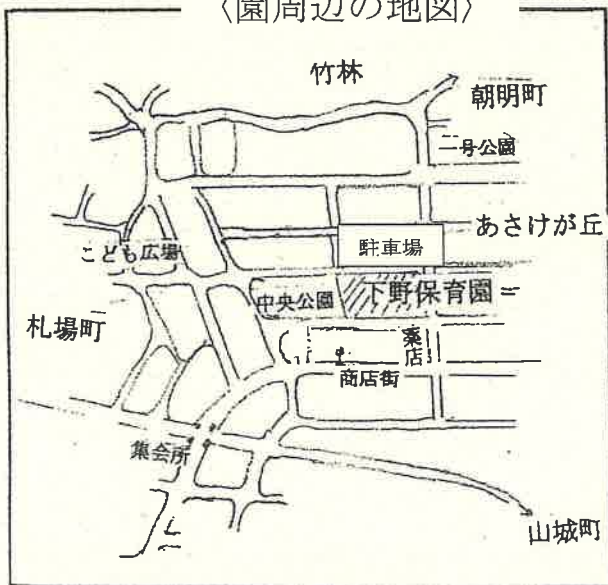 〈園周辺の地図〉
竹林
朝明町
二号公園
あさけが丘
こども広場
駐車場
中央公園
下野保育園
札場町
薬店
商店街
集会所
山城町